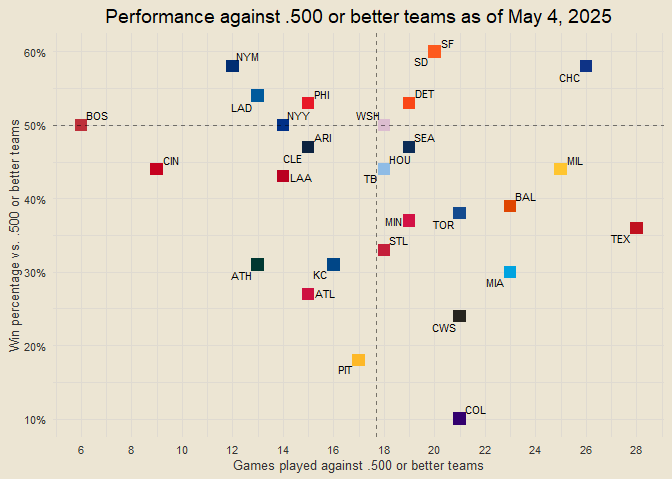 Performance against .500 or better teams as of May 4, 2025
60%
50%
40%
30%
20%
10%
Win percentage vs. .500 or better teams
SF
SD
NYM
CHC
LAD
PHI
DET
BOS
NYY
WSH
ARI
SEA
CIN
CLE
HOU
MIL
LAA
TB
BAL
MIN
TOR
STL
TEX
ATH
KC
MIA
ATL
CWS
PIT
COL
6 8 10 12 14 16 18 20 22 24 26 28
Games played against .500 or better teams